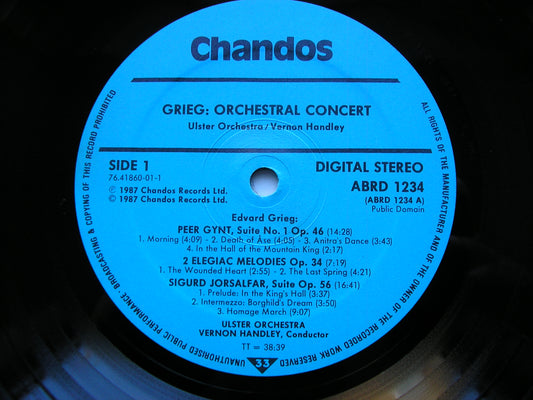 Chandos
GRIEG: ORCHESTRAL CONCERT
Ulster Orchestra/Vernon Handley
SIDE 1
76.41860-01-1
℗ 1987 Chandos Records Ltd.
© 1987 Chandos Records Ltd.
DIGITAL STEREO
ABRD 1234
(ABRD 1234 A)
Public Domain
Edvard Grieg:
PEER GYNT, Suite No. 1 Op. 46 (14:28)
1. Morning (4:09) - 2. Death of Åse (4:05) - 3. Anitra's Dance (3:43)
4. In the Hall of the Mountain King (2:17)
2 ELEGIAC MELODIES Op. 34 (7:19)
1. The Wounded Heart (2:55) - 2. The Last Spring (4:21)
SIGURD JORSALFAR, Suite Op. 56 (16:41)
1. Prelude: In the King's Hall (3:37)
2. Intermezzo: Borghild's Dream (3:50)
3. Homage March (9:07)
ULSTER ORCHESTRA
VERNON HANDLEY, Conductor
TT = 38:39
33
ALL RIGHTS OF THE MANUFACTURER AND OF THE OWNER OF THE RECORDED WORK RESERVED
UNAUTHORISED PUBLIC PERFORMANCE, BROADCASTING & COPYING OF THIS RECORD PROHIBITED